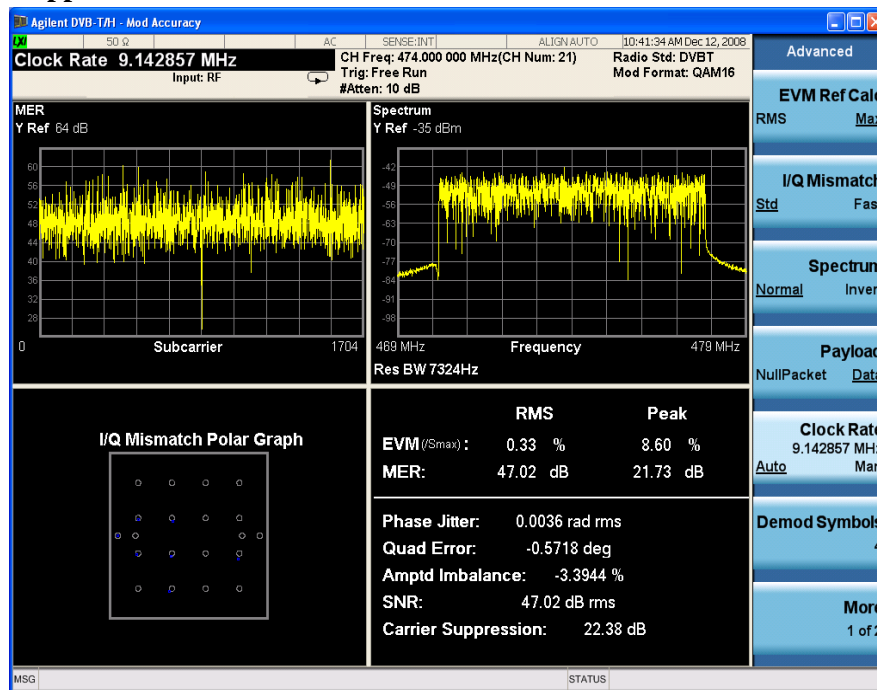 Agilent DVB-T/H - Mod Accuracy
LXI 50 Ω AC SENSE:INT ALIGN AUTO 10:41:34 AM Dec 12, 2008
Clock Rate 9.142857 MHz
Input: RF
CH Freq: 474.000 000 MHz(CH Num: 21)
Trig: Free Run
#Atten: 10 dB
Radio Std: DVBT
Mod Format: QAM16
MER
Y Ref 64 dB
60
56
52
48
44
40
36
32
28
0 Subcarrier 1704
Spectrum
Y Ref -35 dBm
-42
-49
-56
-63
-70
-77
-84
-91
-98
469 MHz Frequency 479 MHz
Res BW 7324Hz
I/Q Mismatch Polar Graph
RMS Peak
EVM(/Smax): 0.33 % 8.60 %
MER: 47.02 dB 21.73 dB
Phase Jitter: 0.0036 rad rms
Quad Error: -0.5718 deg
Amptd Imbalance: -3.3944 %
SNR: 47.02 dB rms
Carrier Suppression: 22.38 dB
Advanced
EVM Ref Calc
RMS Max
I/Q Mismatch
Std Fas
Spectrum
Normal Inver
Payload
NullPacket Data
Clock Rate
9.142857 MHz
Auto Man
Demod Symbols
4
More
1 of 2
MSG STATUS